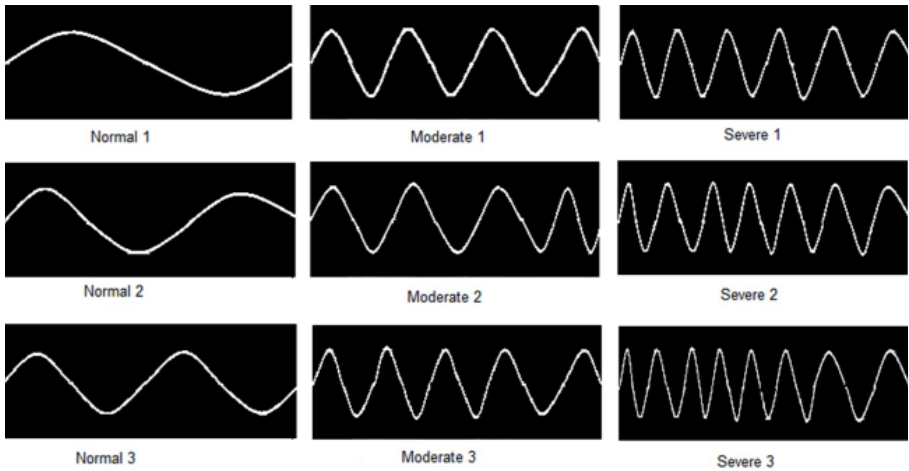 Normal 1
Moderate 1
Severe 1
Normal 2
Moderate 2
Severe 2
Normal 3
Moderate 3
Severe 3